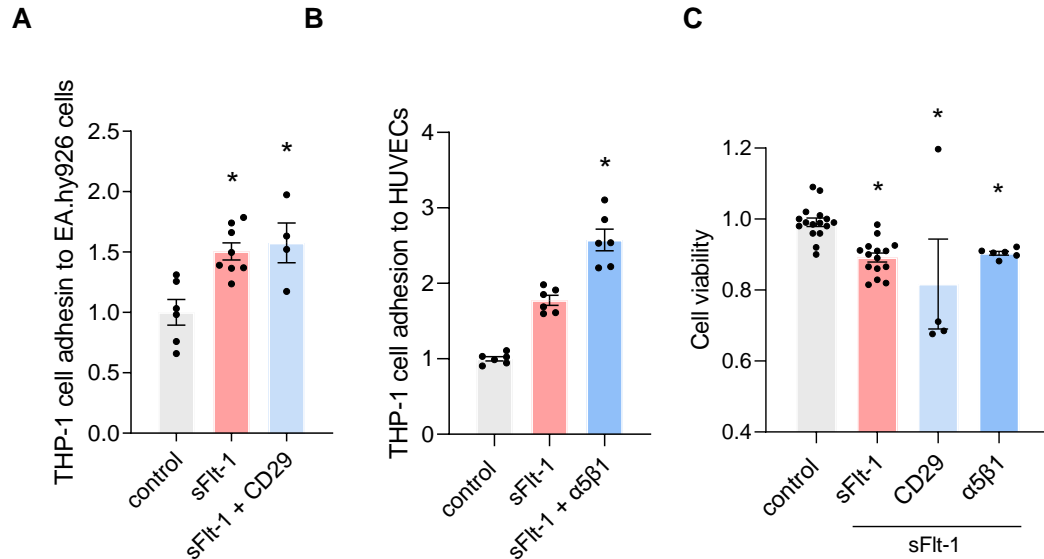 A
B
C
THP-1 cell adhesin to EA.hy926 cells
2.5
2.0
1.5
1.0
0.5
0.0
*
*
control
sFlt-1
sFlt-1 + CD29
THP-1 cell adhesion to HUVECs
4
3
2
1
0
*
control
sFlt-1
sFlt-1 + α5β1
Cell viability
1.2
1.0
0.8
0.6
0.4
*
*
*
control
sFlt-1
CD29
α5β1
sFlt-1